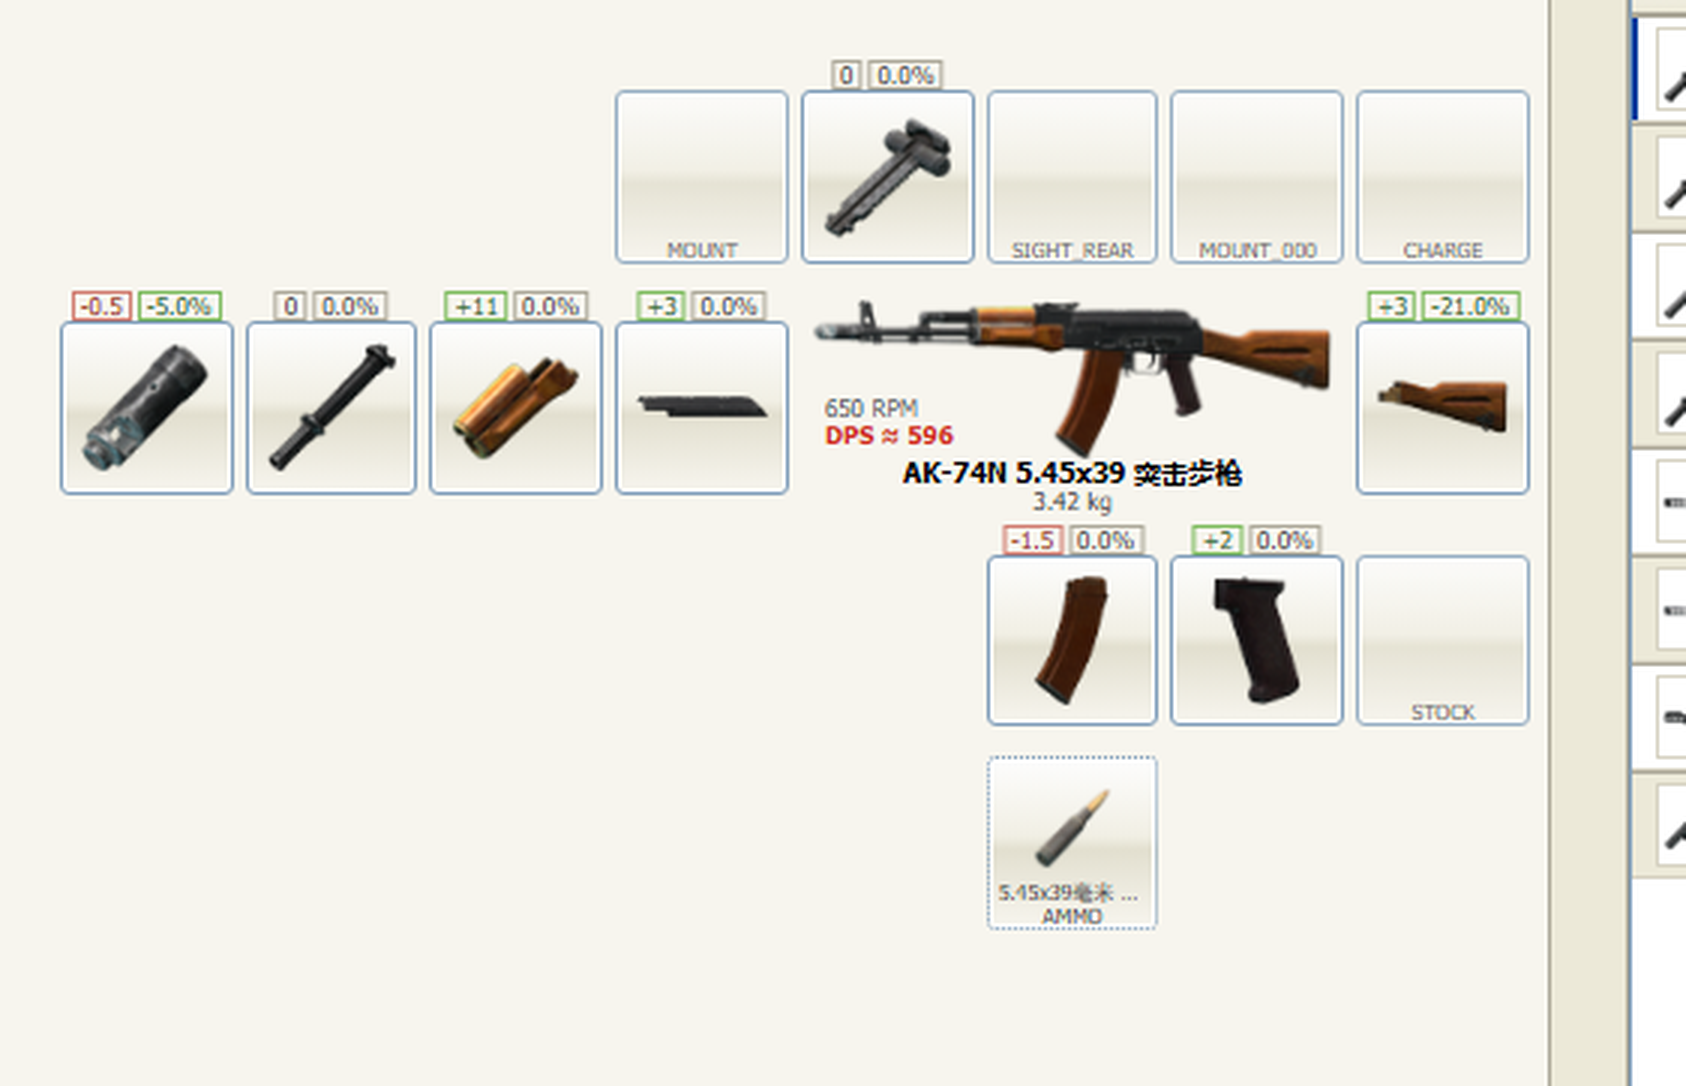 0 0.0%
MOUNT
SIGHT_REAR
MOUNT_000
CHARGE
-0.5 -5.0%
0 0.0%
+11 0.0%
+3 0.0%
+3 -21.0%
650 RPM
DPS ≈ 596
AK-74N 5.45x39 突击步枪
3.42 kg
-1.5 0.0%
+2 0.0%
STOCK
5.45x39毫米 ...
AMMO